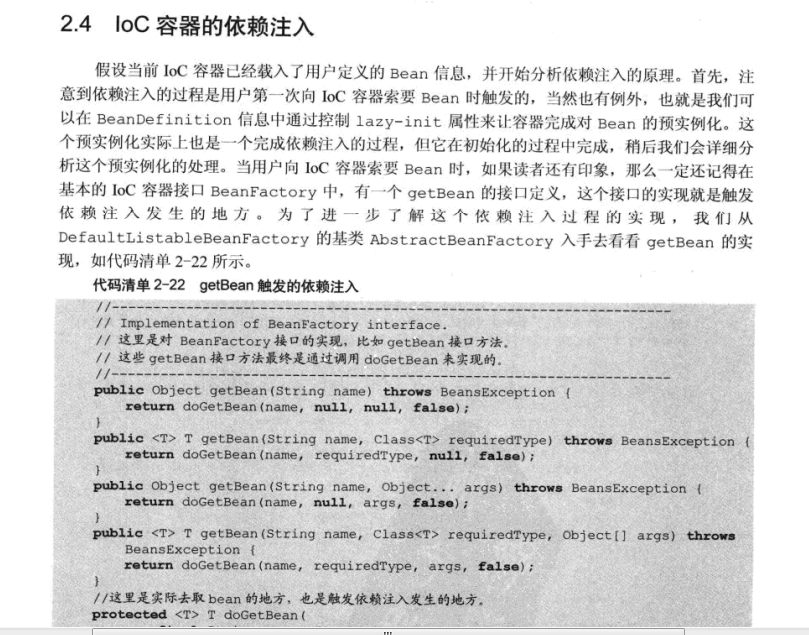 2.4 IoC 容器的依赖注入
假设当前 IoC 容器已经载入了用户定义的 Bean 信息，并开始分析依赖注入的原理。首先，注
意到依赖注入的过程是用户第一次向 IoC 容器索要 Bean 时触发的，当然也有例外，也就是我们可
以在 BeanDefinition 信息中通过控制 lazy-init 属性来让容器完成对 Bean 的预实例化。这
个预实例化实际上也是一个完成依赖注入的过程，但它在初始化的过程中完成，稍后我们会详细分
析这个预实例化的处理。当用户向 IoC 容器索要 Bean 时，如果读者还有印象，那么一定还记得在
基本的 IoC 容器接口 BeanFactory 中，有一个 getBean 的接口定义，这个接口的实现就是触发
依赖注入发生的地方。为了进一步了解这个依赖注入过程的实现，我们从
DefaultListableBeanFactory 的基类 AbstractBeanFactory 入手去看看 getBean 的实
现，如代码清单 2-22 所示。
代码清单 2-22 getBean 触发的依赖注入
//---------------------------------------------------------------------
// Implementation of BeanFactory interface.
// 这里是对 BeanFactory 接口的实现，比如 getBean 接口方法。
// 这些 getBean 接口方法最终是通过调用 doGetBean 来实现的。
//---------------------------------------------------------------------
public Object getBean(String name) throws BeansException {
return doGetBean(name, null, null, false);
}
public <T> T getBean(String name, Class<T> requiredType) throws BeansException {
return doGetBean(name, requiredType, null, false);
}
public Object getBean(String name, Object... args) throws BeansException {
return doGetBean(name, null, args, false);
}
public <T> T getBean(String name, Class<T> requiredType, Object[] args) throws
BeansException {
return doGetBean(name, requiredType, args, false);
}
//这里是实际去取 bean 的地方，也是触发依赖注入发生的地方。
protected <T> T doGetBean(